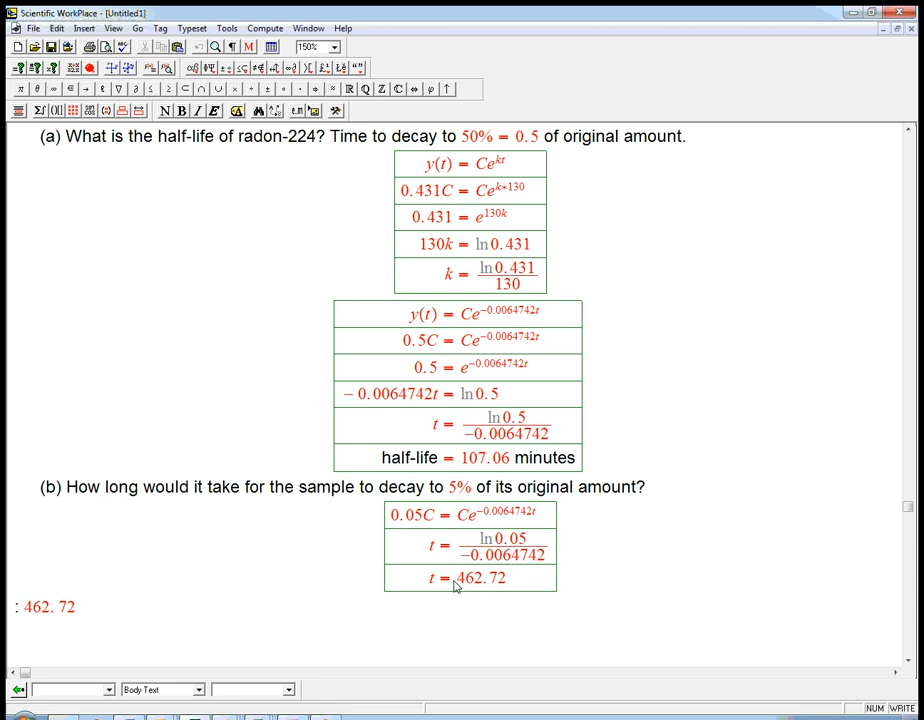 Scientific WorkPlace - [Untitled1]
File Edit Insert View Go Tag Typeset Tools Compute Window Help
150%
π θ ∞ ∈ → ℓ ∇ ∂ ≤ ≥ ⊂ ∩ ∪ × ÷ ± ∘ · ≠ ≈ ℝ ℚ ℤ ℂ ⇔ φ ↑
N B I E
(a) What is the half-life of radon-224? Time to decay to 50% = 0.5 of original amount.
y(t) = Ce^{kt}
0.431C = Ce^{k*130}
0.431 = e^{130k}
130k = ln 0.431
k = ln 0.431 / 130
y(t) = Ce^{-0.0064742t}
0.5C = Ce^{-0.0064742t}
0.5 = e^{-0.0064742t}
-0.0064742t = ln 0.5
t = ln 0.5 / -0.0064742
half-life = 107.06 minutes
(b) How long would it take for the sample to decay to 5% of its original amount?
0.05C = Ce^{-0.0064742t}
t = ln 0.05 / -0.0064742
t = 462.72
: 462.72
Body Text
NUM WRITE